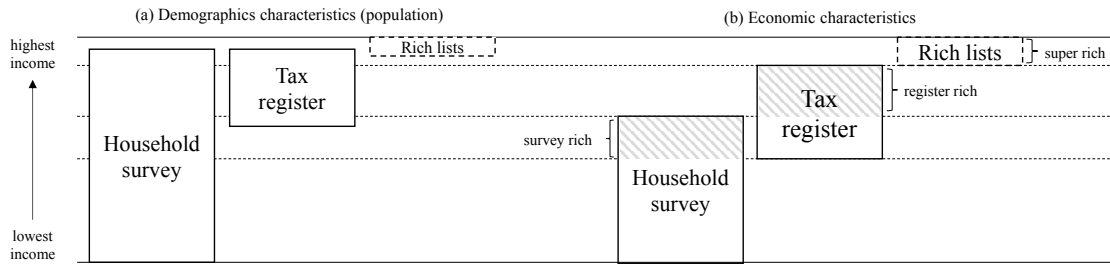 (a) Demographics characteristics (population)
(b) Economic characteristics
highest
income
lowest
income
Household
survey
Tax
register
Rich lists
survey rich
Household
survey
Tax
register
register rich
Rich lists
super rich